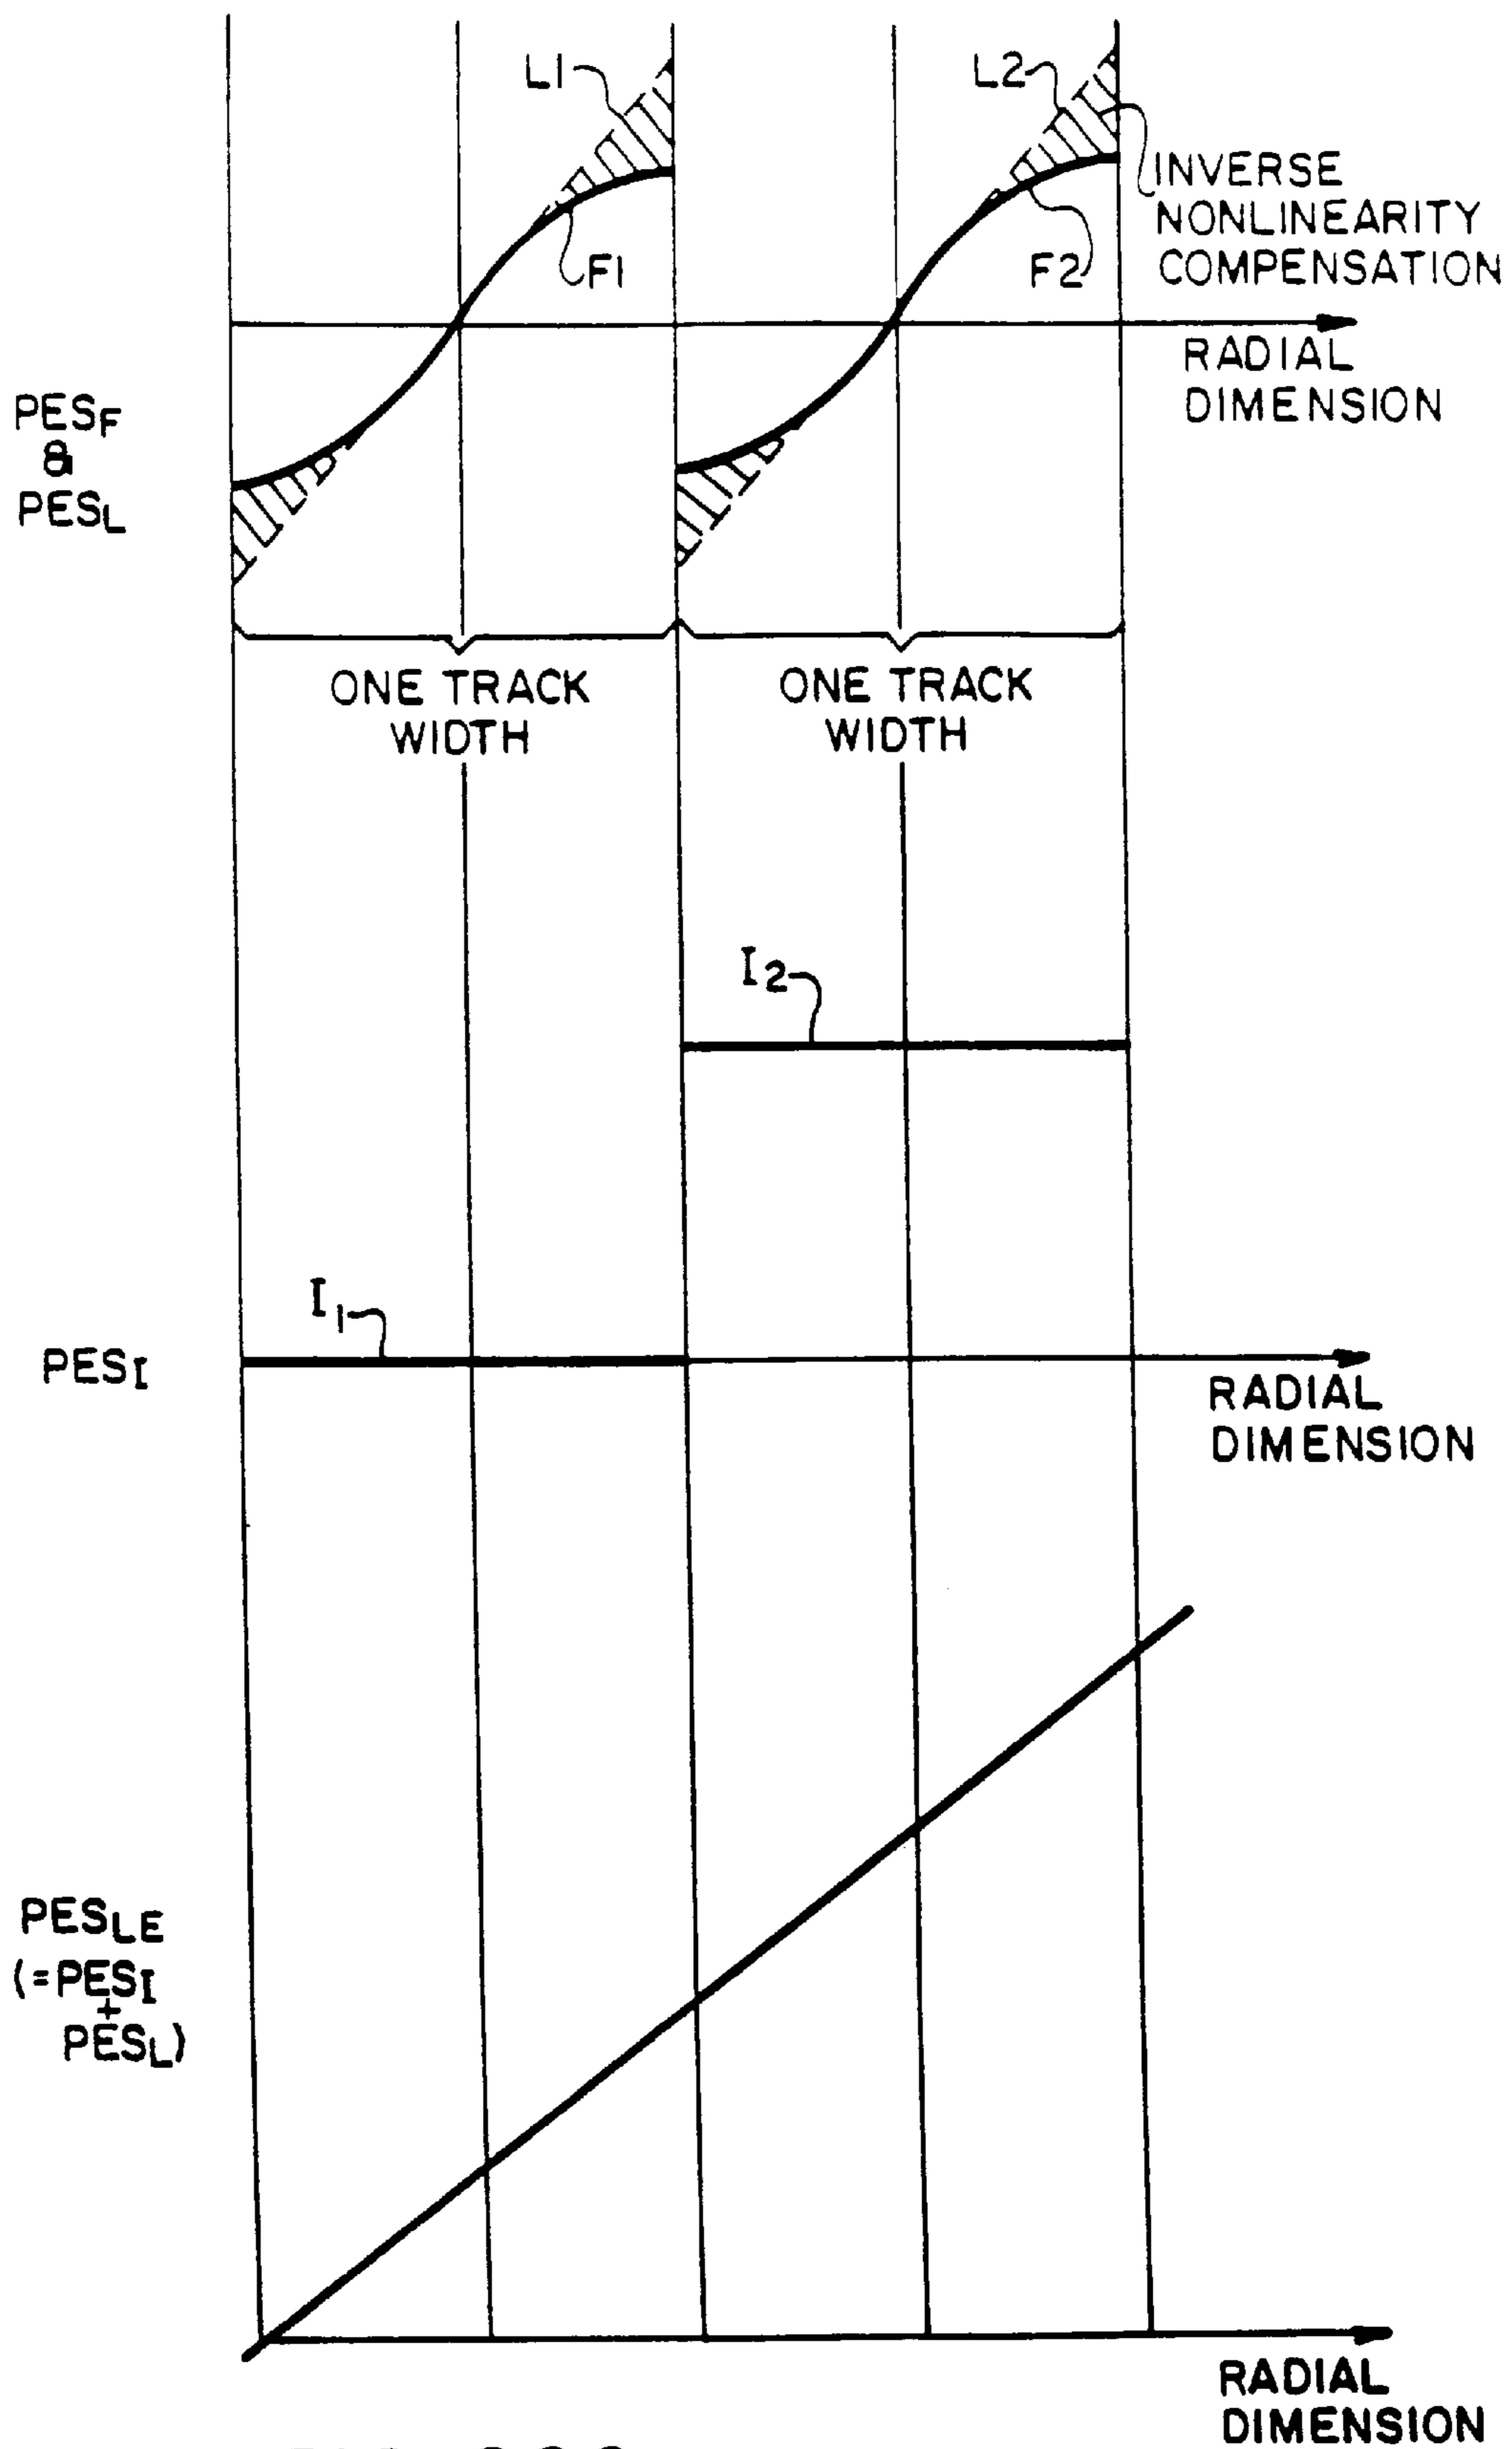 L1
L2
INVERSE
NONLINEARITY
COMPENSATION
F1
F2
RADIAL
DIMENSION
PESF
&
PESL
ONE TRACK
WIDTH
ONE TRACK
WIDTH
I2
I1
PESI
RADIAL
DIMENSION
PESLE
(=PESI
+
PESL)
RADIAL
DIMENSION